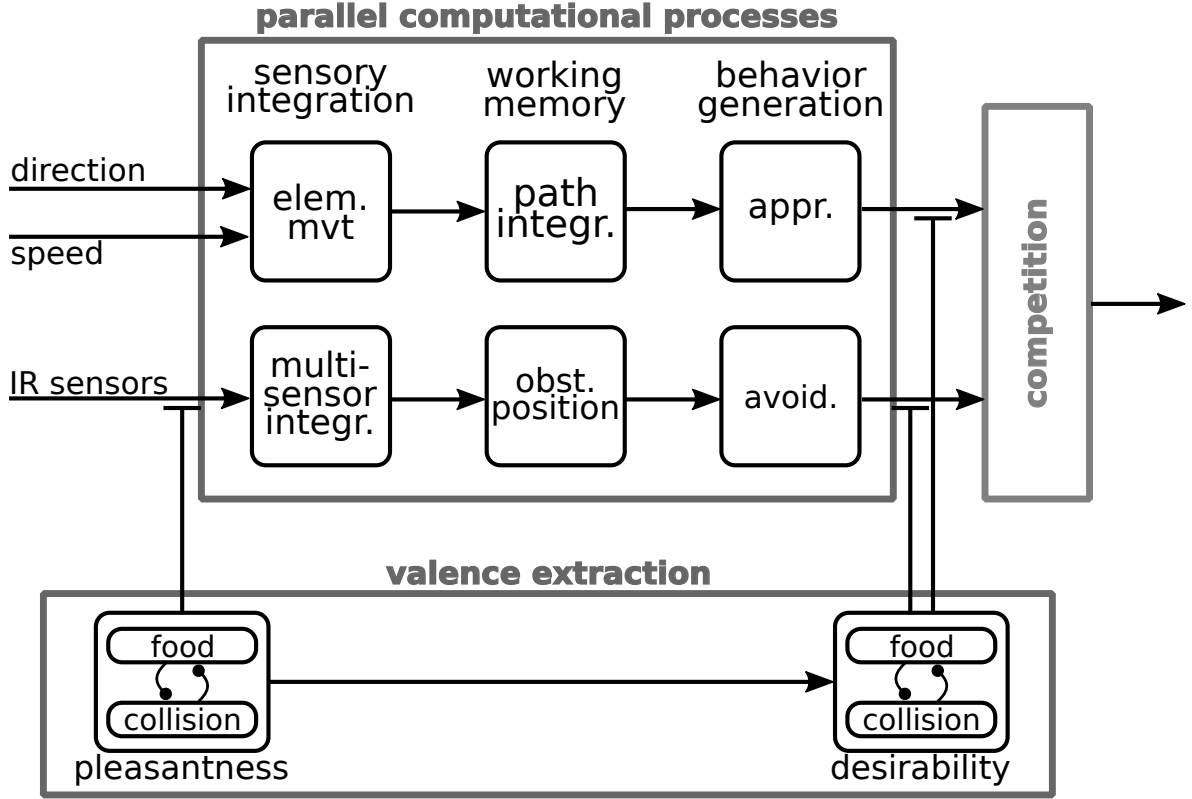 parallel computational processes
sensory
integration
working
memory
behavior
generation
direction
speed
elem.
mvt
path
integr.
appr.
IR sensors
multi-
sensor
integr.
obst.
position
avoid.
competition
valence extraction
food
collision
pleasantness
food
collision
desirability